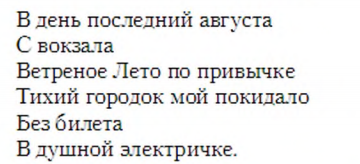 В день последний августа
С вокзала
Ветреное Лето по привычке
Тихий городок мой покидало
Без билета
В душной электричке.